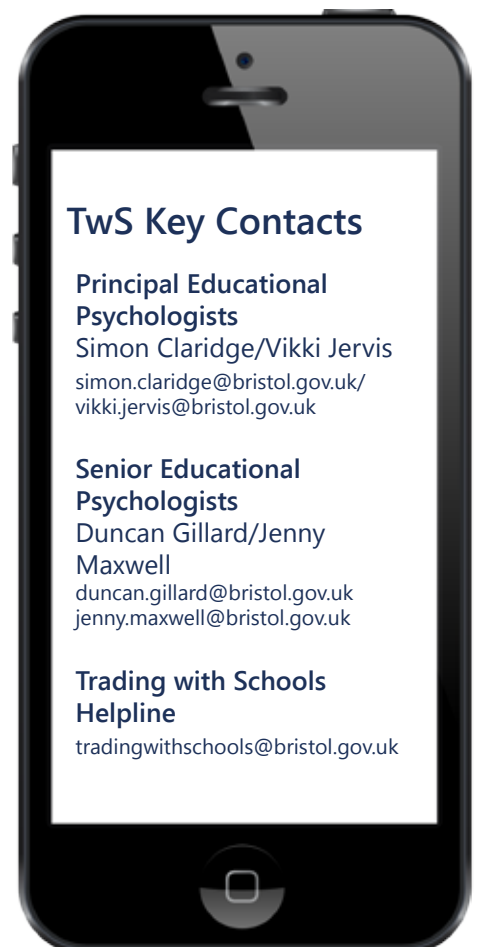 TwS Key Contacts
Principal Educational
Psychologists
Simon Claridge/Vikki Jervis
simon.claridge@bristol.gov.uk/
vikki.jervis@bristol.gov.uk
Senior Educational
Psychologists
Duncan Gillard/Jenny
Maxwell
duncan.gillard@bristol.gov.uk
jenny.maxwell@bristol.gov.uk
Trading with Schools
Helpline
tradingwithschools@bristol.gov.uk